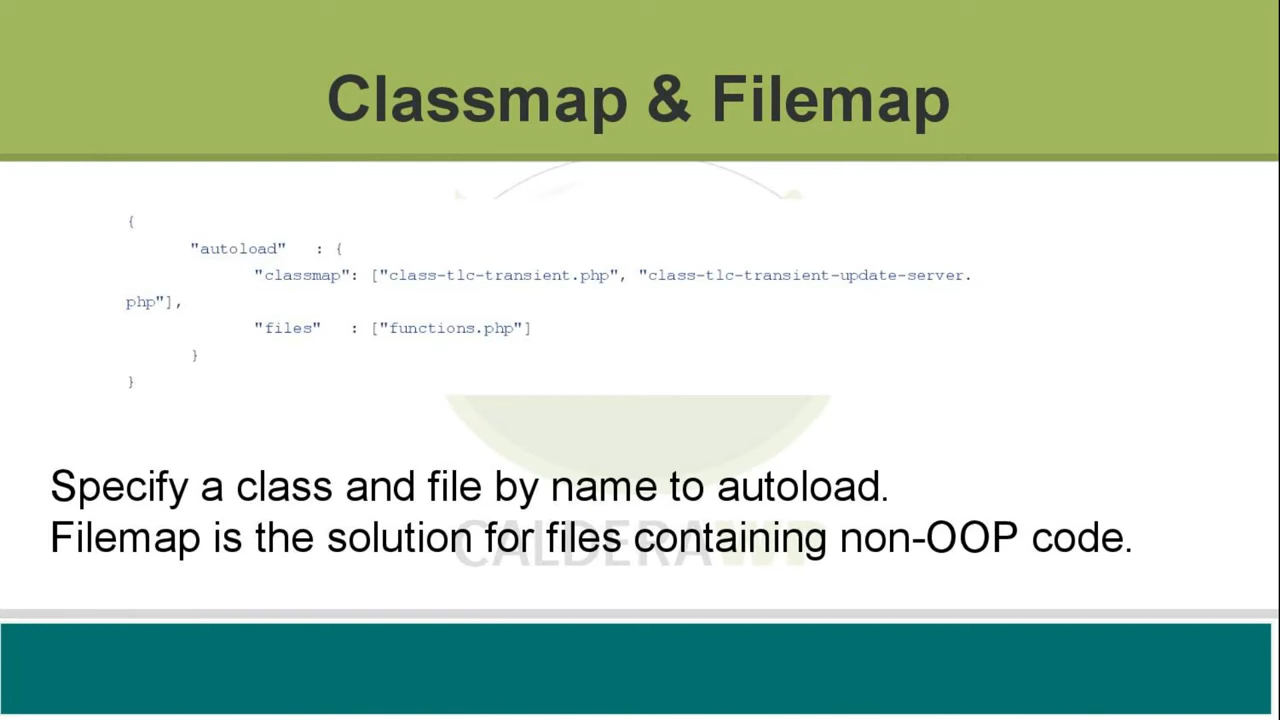 Classmap & Filemap
{
"autoload" : {
"classmap": ["class-tlc-transient.php", "class-tlc-transient-update-server.
php"],
"files" : ["functions.php"]
}
}
Specify a class and file by name to autoload.
Filemap is the solution for files containing non-OOP code.
CALDERAWP